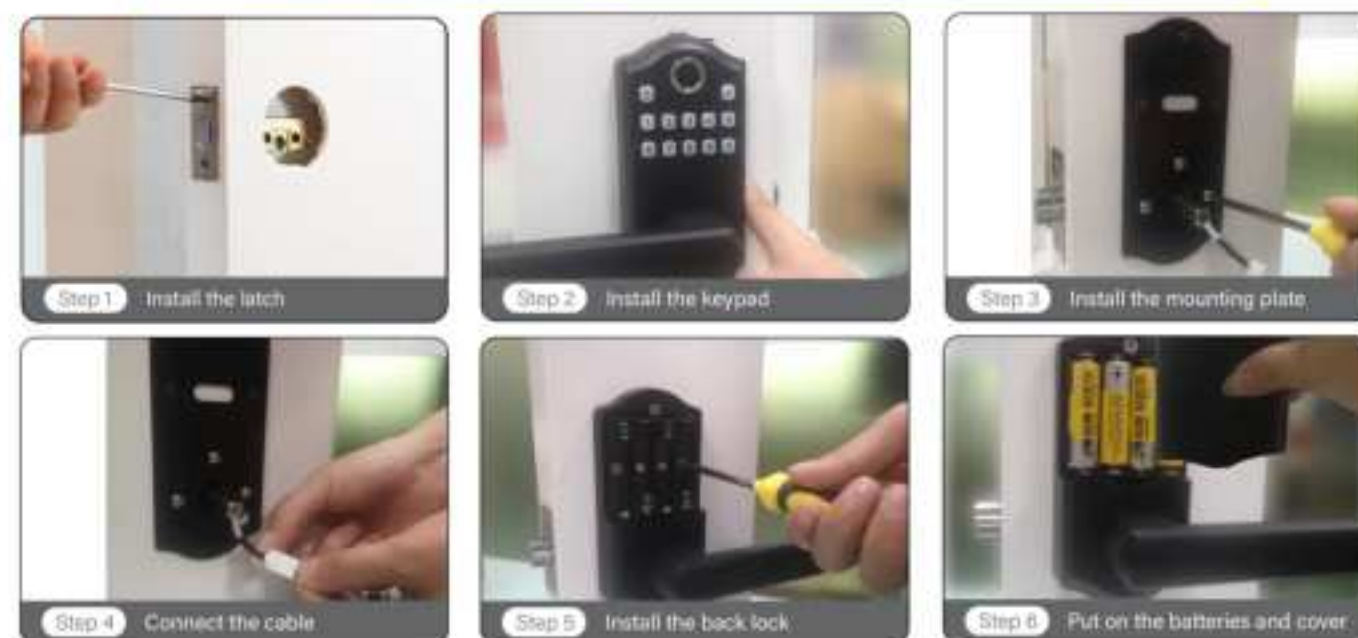 Step 1 Install the latch
Step 2 Install the keypad
Step 3 Install the mounting plate
Step 4 Connect the cable
Step 5 Install the back lock
Step 6 Put on the batteries and cover